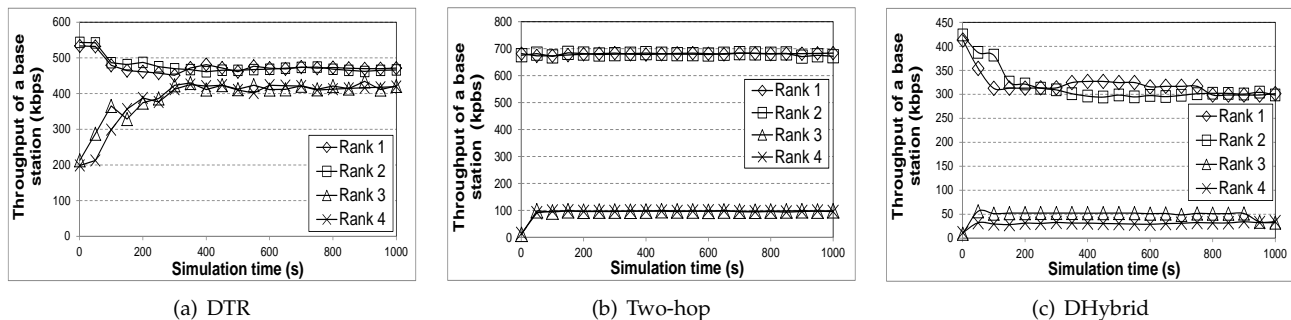 Throughput of a base
station (kbps)
600
500
400
300
200
100
0
0 200 400 600 800 1000
Simulation time (s)
Rank 1
Rank 2
Rank 3
Rank 4
(a) DTR
Throughput of a base
station (kpbs)
800
700
600
500
400
300
200
100
0
0 200 400 600 800 1000
Simulation time (s)
Rank 1
Rank 2
Rank 3
Rank 4
(b) Two-hop
Throughput of a base
station (kbps)
450
400
350
300
250
200
150
100
50
0
0 200 400 600 800 1000
Simulation time (s)
Rank 1
Rank 2
Rank 3
Rank 4
(c) DHybrid